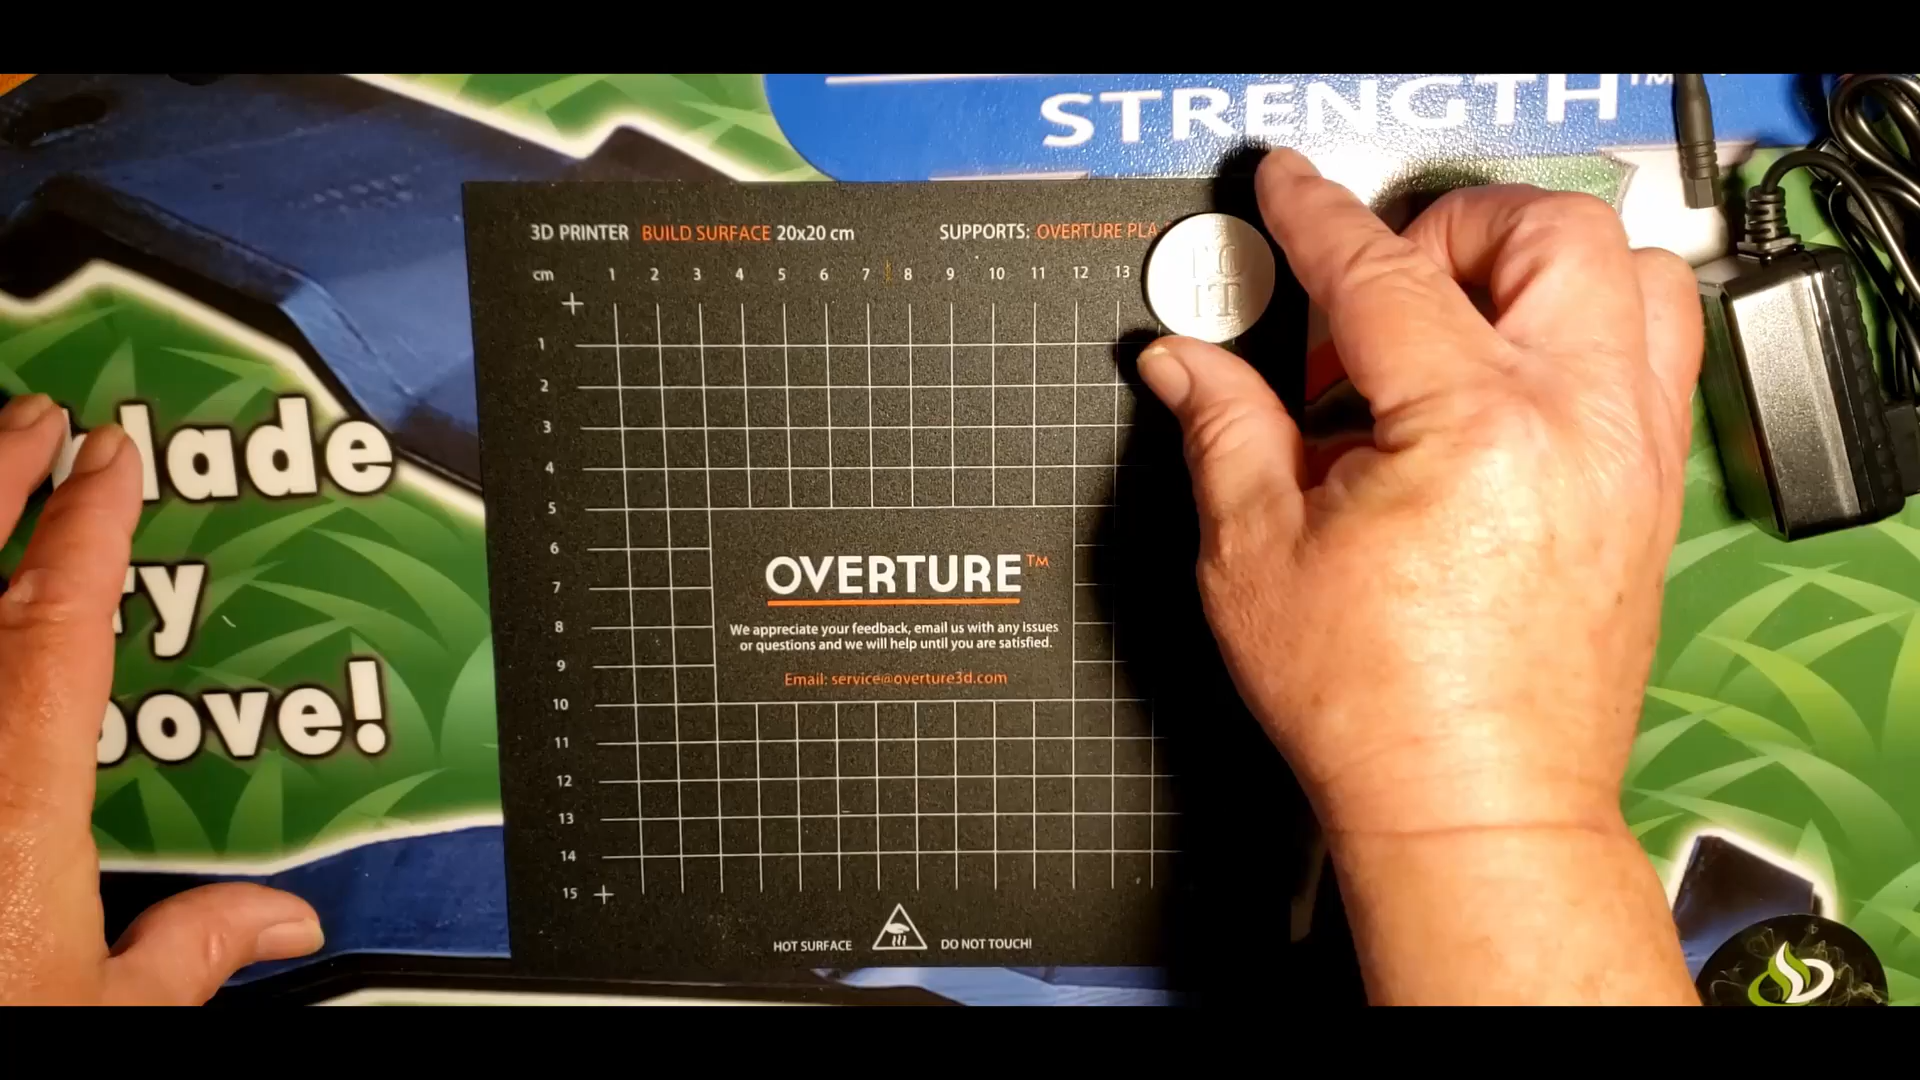 STRENGTH™
3D PRINTER BUILD SURFACE 20x20 cm
SUPPORTS: OVERTURE PLA
cm 1 2 3 4 5 6 7 8 9 10 11 12 13
IT
1
2
3
4
5
6
7
8
9
10
11
12
13
14
15
lade
ry
ove!
OVERTURE™
We appreciate your feedback, email us with any issues
or questions and we will help until you are satisfied.
Email: service@overture3d.com
HOT SURFACE
DO NOT TOUCH!